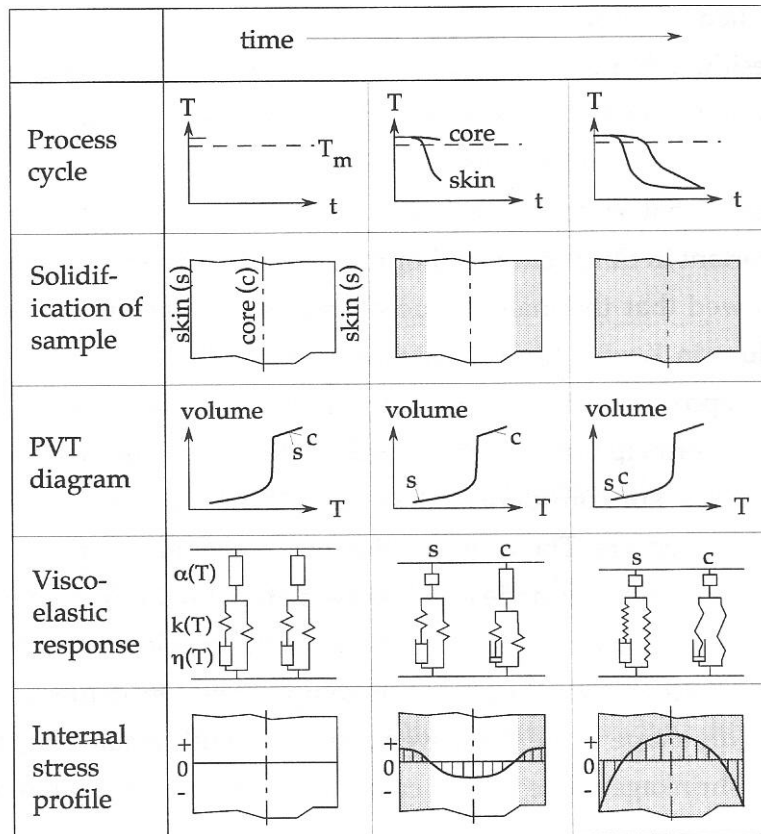 time
Process
cycle
T
T_m
t
T
core
skin
t
T
t
Solidif-
ication of
sample
skin (s)
core (c)
skin (s)
PVT
diagram
volume
s
c
T
volume
s
c
T
volume
s
c
T
Visco-
elastic
response
α(T)
k(T)
η(T)
s c
s c
Internal
stress
profile
+
0
-
+
0
-
+
0
-